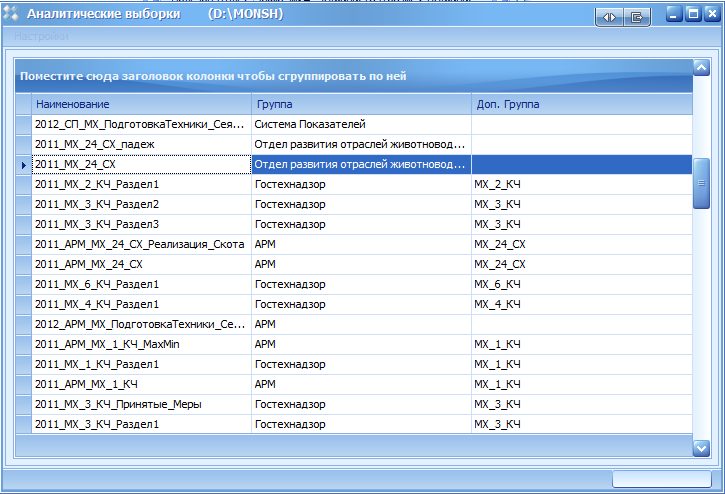 Аналитические выборки (D:\MONSH)
Настройки
Поместите сюда заголовок колонки чтобы сгруппировать по ней
Наименование Группа Доп. Группа
2012_СП_МХ_ПодготовкаТехники_Сея... Система Показателей
2011_МХ_24_СХ_падеж Отдел развития отраслей животновод...
2011_МХ_24_СХ Отдел развития отраслей животновод...
2011_МХ_2_КЧ_Раздел1 Гостехнадзор МХ_2_КЧ
2011_МХ_3_КЧ_Раздел2 Гостехнадзор МХ_3_КЧ
2011_МХ_3_КЧ_Раздел3 Гостехнадзор МХ_3_КЧ
2011_АРМ_МХ_24_СХ_Реализация_Скота АРМ МХ_24_СХ
2011_АРМ_МХ_24_СХ АРМ МХ_24_СХ
2011_МХ_6_КЧ_Раздел1 Гостехнадзор МХ_6_КЧ
2011_МХ_4_КЧ_Раздел1 Гостехнадзор МХ_4_КЧ
2012_АРМ_МХ_ПодготовкаТехники_Се... АРМ
2011_АРМ_МХ_1_КЧ_MaxMin АРМ МХ_1_КЧ
2011_МХ_1_КЧ_Раздел1 Гостехнадзор МХ_1_КЧ
2011_АРМ_МХ_1_КЧ АРМ МХ_1_КЧ
2011_МХ_3_КЧ_Принятые_Меры Гостехнадзор МХ_3_КЧ
2011_МХ_3_КЧ_Раздел1 Гостехнадзор МХ_3_КЧ